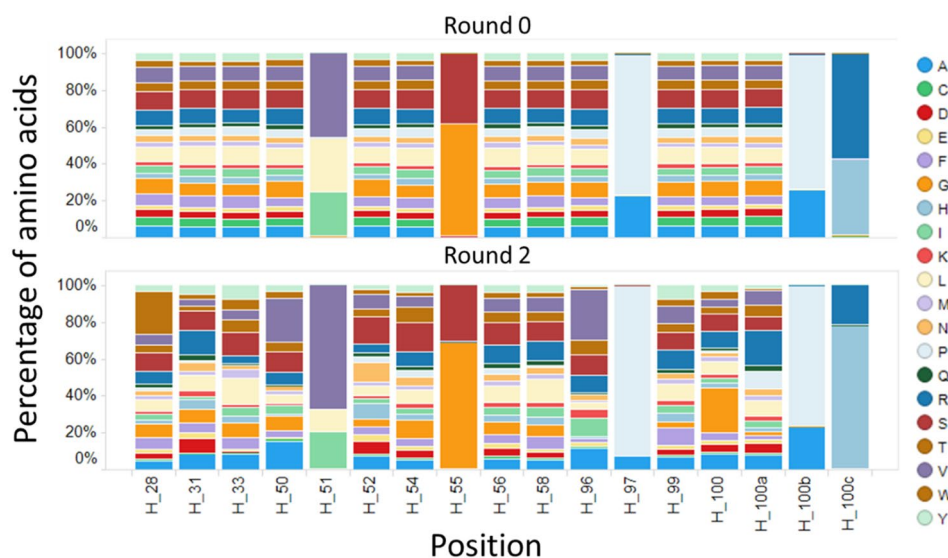 Round 0
100%
80%
60%
40%
20%
0%
Round 2
100%
80%
60%
40%
20%
0%
Percentage of amino acids
H_28
H_31
H_33
H_50
H_51
H_52
H_54
H_55
H_56
H_58
H_96
H_97
H_99
H_100
H_100a
H_100b
H_100c
Position
A
C
D
E
F
G
H
I
K
L
M
N
P
Q
R
S
T
V
W
Y